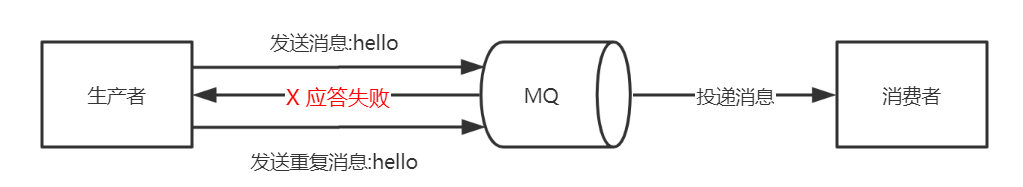 发送消息:hello
生产者
X 应答失败
MQ
投递消息
消费者
发送重复消息:hello